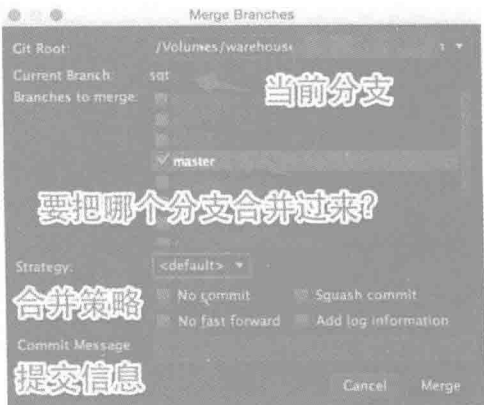 Merge Branches
Git Root: /Volumes/warehouse
Current Branch: sqt
当前分支
Branches to merge:
master
要把哪个分支合并过来?
Strategy: <default>
合并策略
No commit Squash commit
No fast forward Add log information
Commit Message
提交信息
Cancel Merge